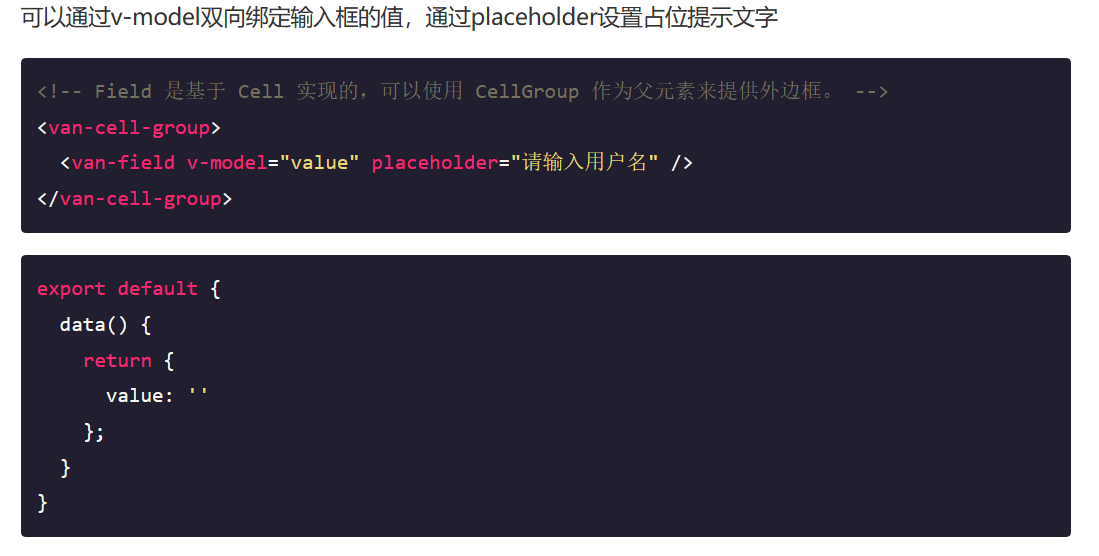 可以通过v-model双向绑定输入框的值，通过placeholder设置占位提示文字
<!-- Field 是基于 Cell 实现的，可以使用 CellGroup 作为父元素来提供外边框。 -->
<van-cell-group>
  <van-field v-model="value" placeholder="请输入用户名" />
</van-cell-group>
export default {
  data() {
    return {
      value: ''
    };
  }
}